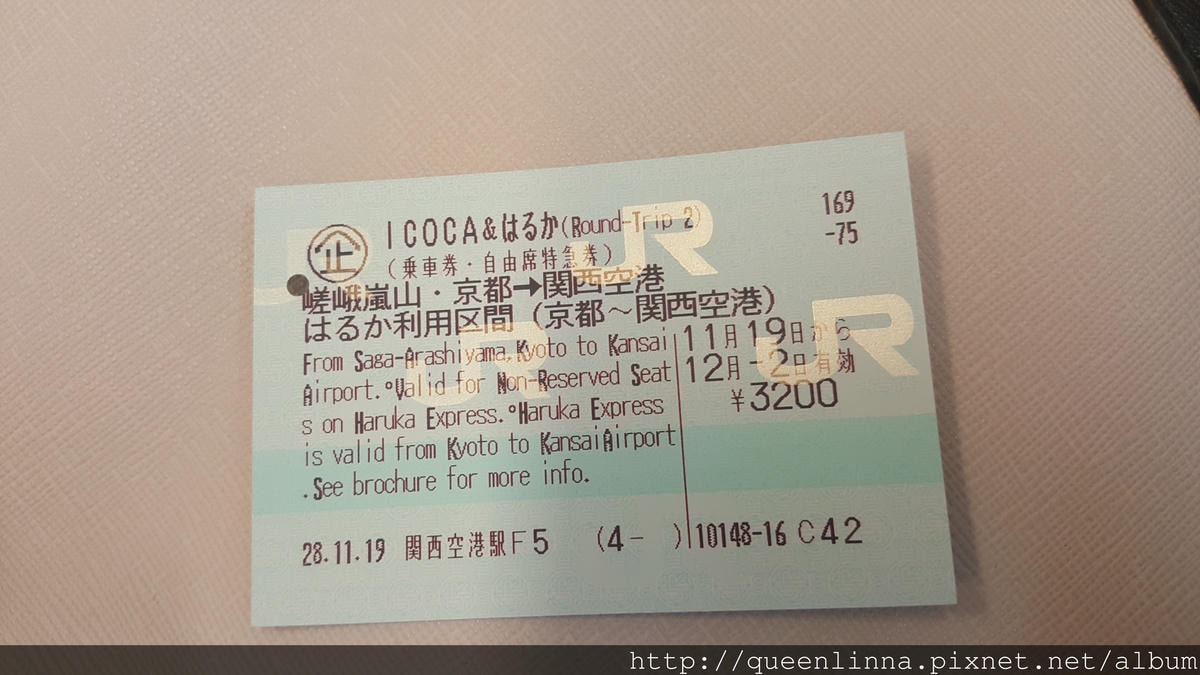 169
-75
企 ICOCA&はるか(Round-Trip 2)
(乗車券・自由席特急券)
嵯峨嵐山・京都➡関西空港
はるか利用区間(京都~関西空港)
From Saga-Arashiyama,Kyoto to Kansai
Airport.°Valid for Non-Reserved Seat
s on Haruka Express.°Haruka Express
is valid from Kyoto to KansaiAirport
.See brochure for more info.
11月19日から
12月-2日有効
¥3200
28.11.19 関西空港駅F5 (4- ) 10148-16 C42
JR
JR
JR
http://queenlinna.pixnet.net/album